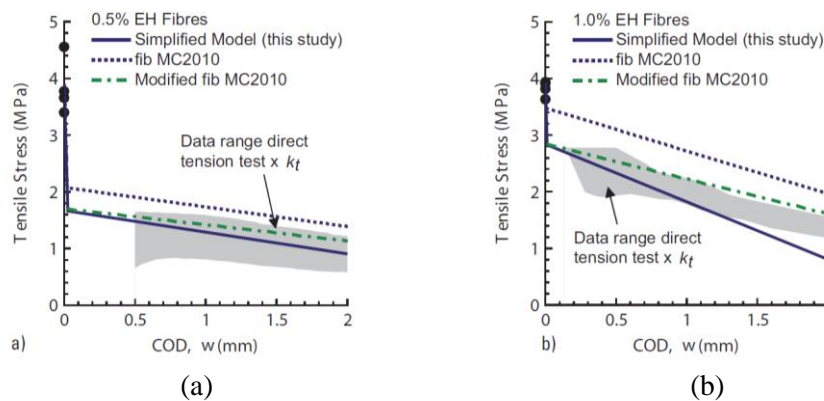 0.5% EH Fibres
Simplified Model (this study)
fib MC2010
Modified fib MC2010
Data range direct
tension test x kt
Tensile Stress (MPa)
5
4
3
2
1
0
0
0.5
1
1.5
2
COD, w (mm)
a)
(a)
1.0% EH Fibres
Simplified Model (this study)
fib MC2010
Modified fib MC2010
Data range direct
tension test x kt
Tensile Stress (MPa)
5
4
3
2
1
0
0
0.5
1
1.5
COD, w (mm)
b)
(b)